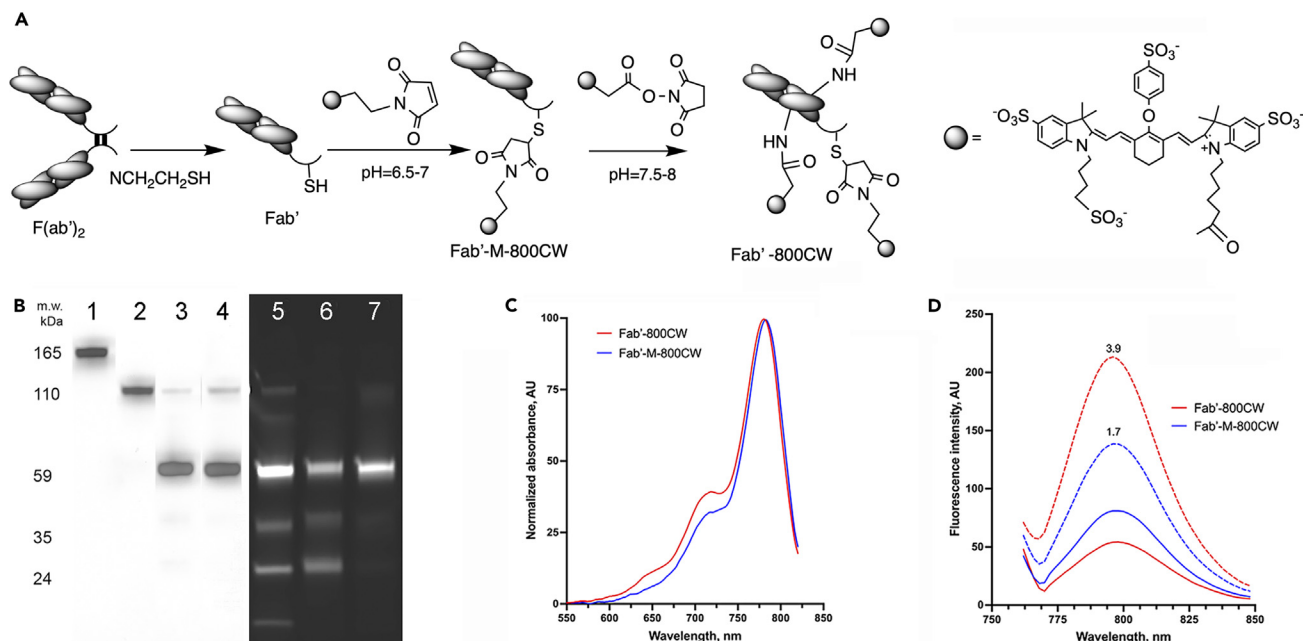 A
F(ab')2
NCH2CH2SH
SH
Fab'
N
O
O
pH=6.5-7
S
O
N
O
Fab'-M-800CW
O
O
N
O
O
pH=7.5-8
O
NH
HN
O
S
O
N
O
Fab' -800CW
=
SO3-
O
-O3S
SO3-
N
N+
SO3-
O
B
m.w.
kDa
1 2 3 4 5 6 7
165
110
59
35
24
C
Normalized absorbance, AU
100
75
50
25
0
550 600 650 700 750 800 850
Wavelength, nm
Fab'-800CW
Fab'-M-800CW
D
Fluorescence intensity, AU
250
200
150
100
50
0
750 775 800 825 850
Wavelength, nm
3.9
1.7
Fab'-800CW
Fab'-M-800CW